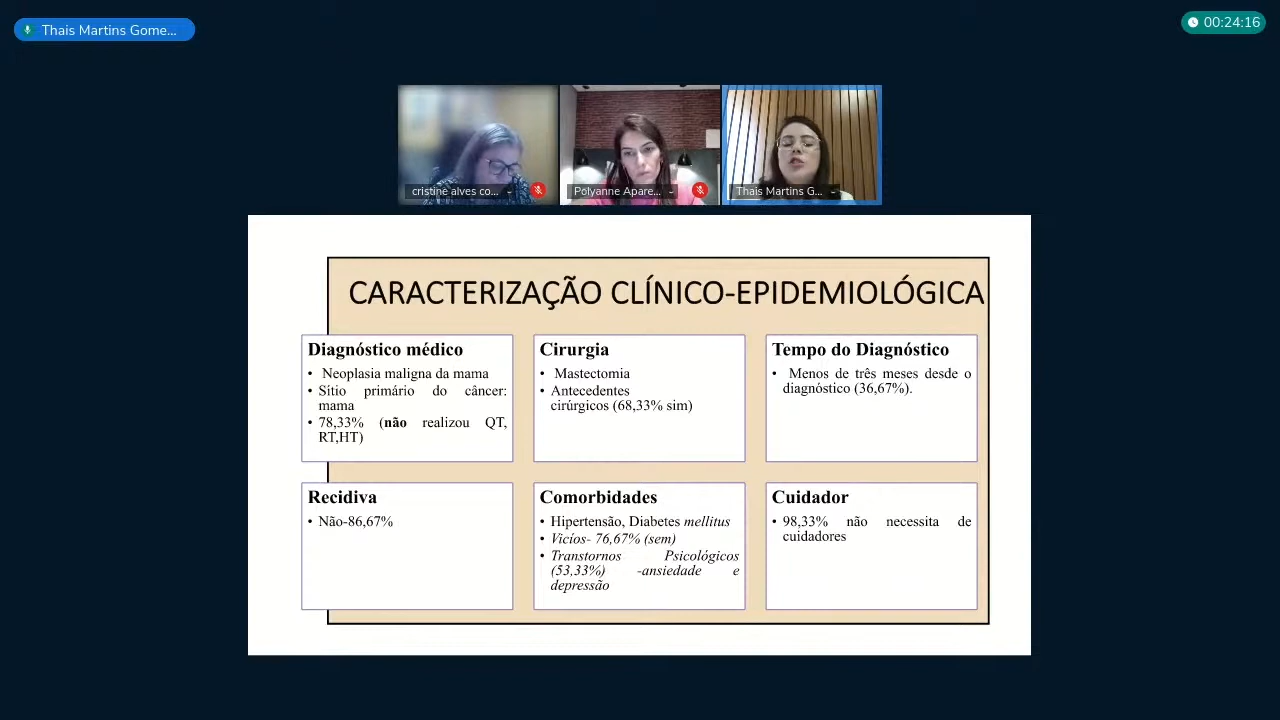 Thais Martins Gome...
00:24:16
cristine alves co...
Polyanne Apare...
Thais Martins G...
CARACTERIZAÇÃO CLÍNICO-EPIDEMIOLÓGICA
Diagnóstico médico
• Neoplasia maligna da mama
• Sítio primário do câncer:
mama
• 78,33% (não realizou QT,
RT,HT)
Cirurgia
• Mastectomia
• Antecedentes
cirúrgicos (68,33% sim)
Tempo do Diagnóstico
• Menos de três meses desde o
diagnóstico (36,67%).
Recidiva
• Não-86,67%
Comorbidades
• Hipertensão, Diabetes mellitus
• Vicíos- 76,67% (sem)
• Transtornos Psicológicos
(53,33%) -ansiedade e
depressão
Cuidador
• 98,33% não necessita de
cuidadores